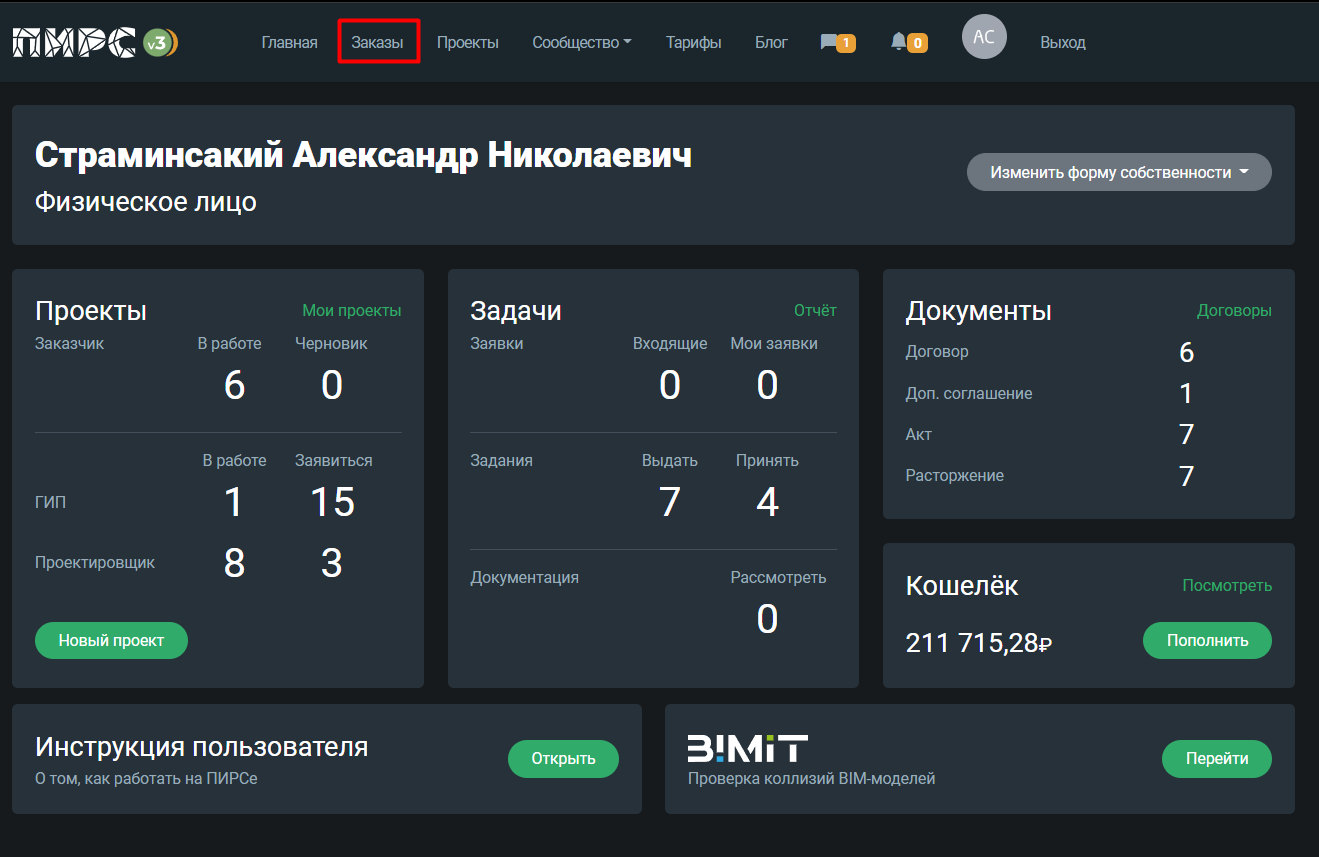 ПИРС v3 Главная Заказы Проекты Сообщество Тарифы Блог 1 0 АС Выход
Страминсакий Александр Николаевич
Изменить форму собственности
Физическое лицо
Проекты Мои проекты
Заказчик В работе Черновик
6 0
В работе Заявиться
ГИП 1 15
Проектировщик 8 3
Новый проект
Задачи Отчёт
Заявки Входящие Мои заявки
0 0
Задания Выдать Принять
7 4
Документация Рассмотреть
0
Документы Договоры
Договор 6
Доп. соглашение 1
Акт 7
Расторжение 7
Кошелёк Посмотреть
211 715,28₽ Пополнить
Инструкция пользователя
О том, как работать на ПИРСе
Открыть
BIMiT
Проверка коллизий BIM-моделей
Перейти